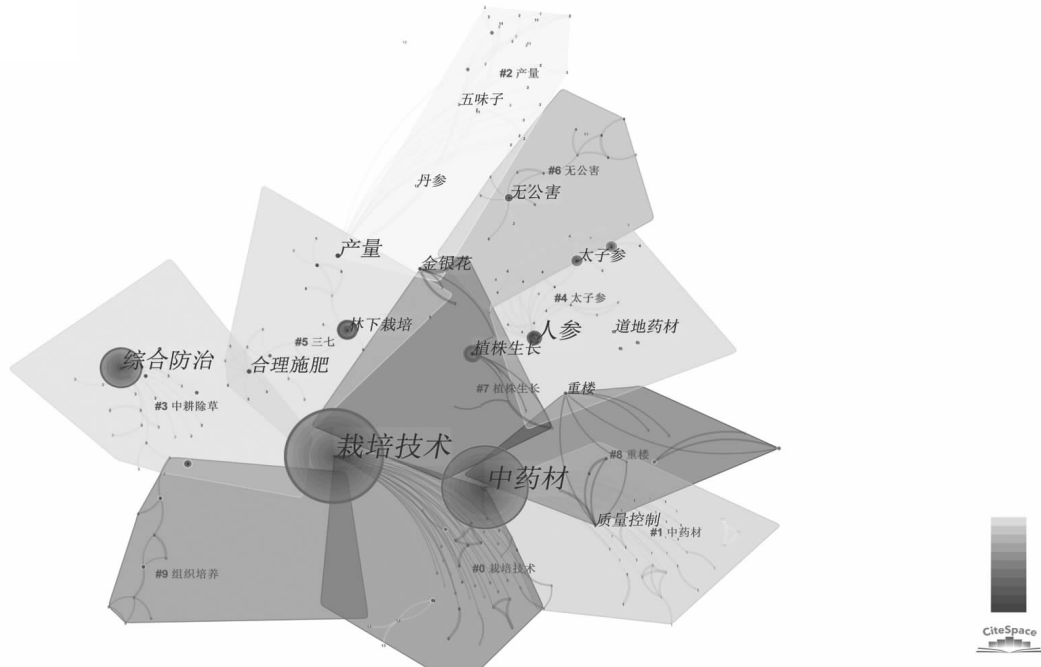 #2 产量
五味子
#6 无公害
丹参
无公害
产量
太子参
金银花
#4 太子参
林下栽培
人参
道地药材
#5 三七
植株生长
综合防治
合理施肥
#7 植株生长
重楼
#3 中耕除草
栽培技术
#8 重楼
中药材
质量控制
#1 中药材
#0 栽培技术
#9 组织培养
CiteSpace